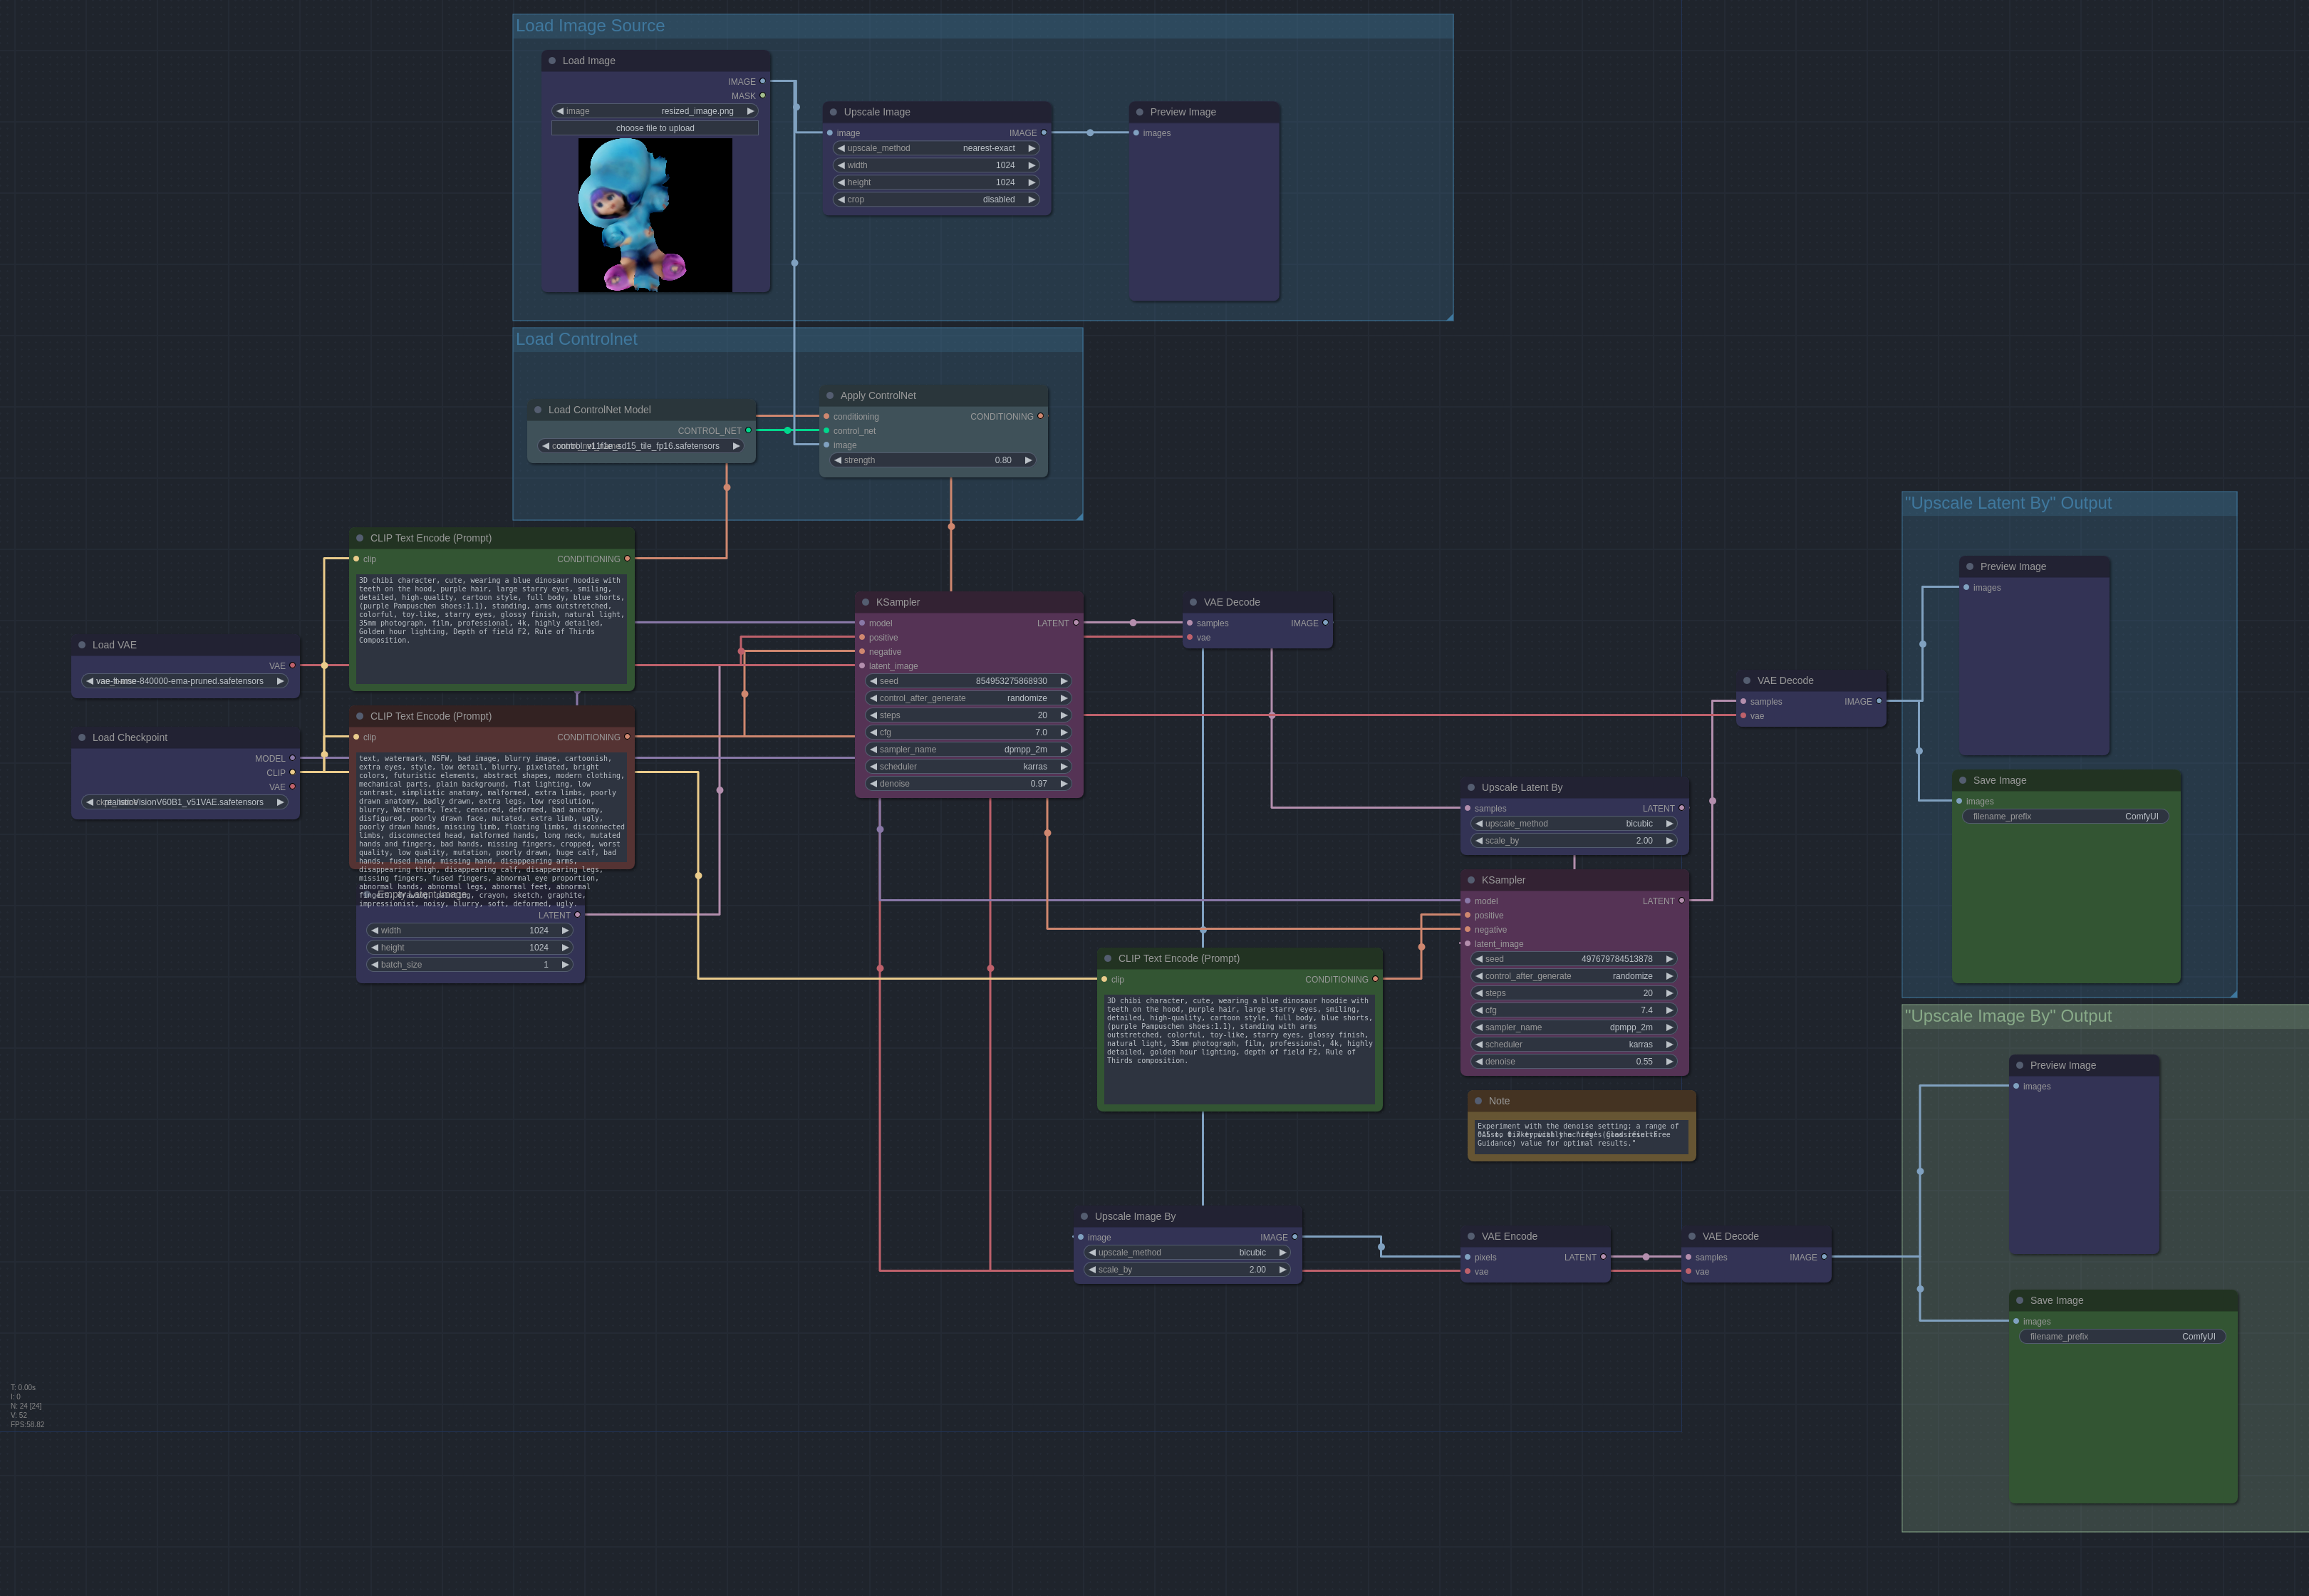 Load Image Source
Load Image
IMAGE
MASK
image resized_image.png
choose file to upload
Upscale Image
image IMAGE
upscale_method nearest-exact
width 1024
height 1024
crop disabled
Preview Image
images
Load Controlnet
Load ControlNet Model
CONTROL_NET
control_v11f1e_sd15_tile_fp16.safetensors
Apply ControlNet
conditioning CONDITIONING
control_net
image
strength 0.80
CLIP Text Encode (Prompt)
clip CONDITIONING
3D chibi character, cute, wearing a blue dinosaur hoodie with
teeth on the hood, purple hair, large starry eyes, smiling,
detailed, high-quality, cartoon style, full body, blue shorts,
(purple Pampuschen shoes:1.1), standing, arms outstretched,
colorful, toy-like, starry eyes, glossy finish, natural light,
35mm photograph, film, professional, 4k, highly detailed,
Golden hour lighting, Depth of field F2, Rule of Thirds
Composition.
Load VAE
VAE
vae-ft-mse-840000-ema-pruned.safetensors
Load Checkpoint
MODEL
CLIP
VAE
realisticVisionV60B1_v51VAE.safetensors
CLIP Text Encode (Prompt)
clip CONDITIONING
text, watermark, NSFW, bad image, blurry image, cartoonish,
extra eyes, style, low detail, blurry, pixelated, bright
colors, futuristic elements, abstract shapes, modern clothing,
mechanical parts, plain background, flat lighting, low
contrast, simplistic anatomy, malformed, extra limbs, poorly
drawn anatomy, badly drawn, extra legs, low resolution,
blurry, Watermark, Text, censored, deformed, bad anatomy,
disfigured, poorly drawn face, mutated, extra limb, ugly,
poorly drawn hands, missing limb, floating limbs, disconnected
limbs, disconnected head, malformed hands, long neck, mutated
hands and fingers, bad hands, missing fingers, cropped, worst
quality, low quality, mutation, poorly drawn, huge calf, bad
hands, fused hand, missing hand, disappearing arms,
disappearing thigh, disappearing calf, disappearing legs,
missing fingers, fused fingers, abnormal eye proportion,
abnormal hands, abnormal legs, abnormal feet, abnormal
fingers, drawing, painting, crayon, sketch, graphite,
impressionist, noisy, blurry, soft, deformed, ugly.
Empty Latent Image
LATENT
width 1024
height 1024
batch_size 1
KSampler
model LATENT
positive
negative
latent_image
seed 854953275868930
control_after_generate randomize
steps 20
cfg 7.0
sampler_name dpmpp_2m
scheduler karras
denoise 0.97
VAE Decode
samples IMAGE
vae
CLIP Text Encode (Prompt)
clip CONDITIONING
3D chibi character, cute, wearing a blue dinosaur hoodie with
teeth on the hood, purple hair, large starry eyes, smiling,
detailed, high-quality, cartoon style, full body, blue shorts,
(purple Pampuschen shoes:1.1), standing with arms
outstretched, colorful, toy-like, starry eyes, glossy finish,
natural light, 35mm photograph, film, professional, 4k, highly
detailed, golden hour lighting, depth of field F2, Rule of
Thirds composition.
Upscale Latent By
samples LATENT
upscale_method bicubic
scale_by 2.00
KSampler
model LATENT
positive
negative
latent_image
seed 497679784513878
control_after_generate randomize
steps 20
cfg 7.4
sampler_name dpmpp_2m
scheduler karras
denoise 0.55
Note
Experiment with the denoise setting; a range of
Guidance) value for optimal results."
VAE Decode
samples IMAGE
vae
"Upscale Latent By" Output
Preview Image
images
Save Image
images
filename_prefix ComfyUI
Upscale Image By
image IMAGE
upscale_method bicubic
scale_by 2.00
VAE Encode
pixels LATENT
vae
VAE Decode
samples IMAGE
vae
"Upscale Image By" Output
Preview Image
images
Save Image
images
filename_prefix ComfyUI
T: 0.00s
I: 0
N: 24 [24]
V: 52
FPS:58.82